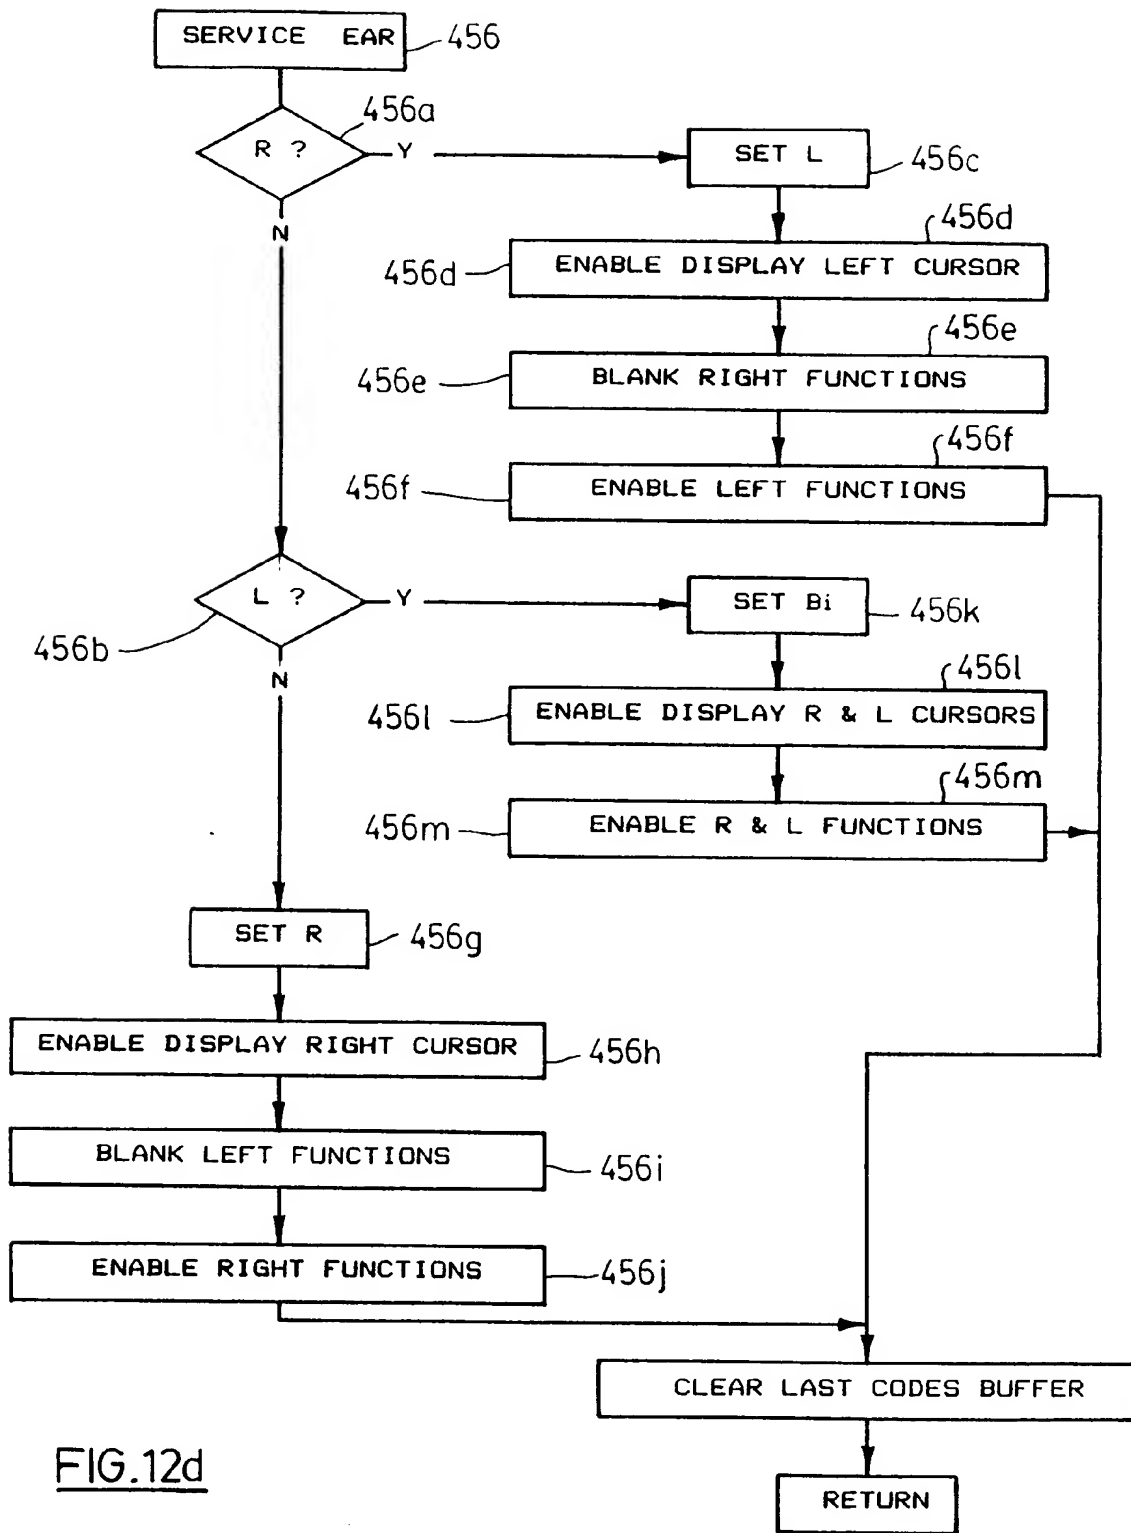 SERVICE EAR
456
456a
R ?
Y
SET L
456c
N
456d
456d
ENABLE DISPLAY LEFT CURSOR
456e
456e
BLANK RIGHT FUNCTIONS
456f
456f
ENABLE LEFT FUNCTIONS
L ?
Y
SET Bi
456k
456b
N
456l
456l
ENABLE DISPLAY R & L CURSORS
456m
456m
ENABLE R & L FUNCTIONS
SET R
456g
ENABLE DISPLAY RIGHT CURSOR
456h
BLANK LEFT FUNCTIONS
456i
ENABLE RIGHT FUNCTIONS
456j
CLEAR LAST CODES BUFFER
RETURN
FIG.12d